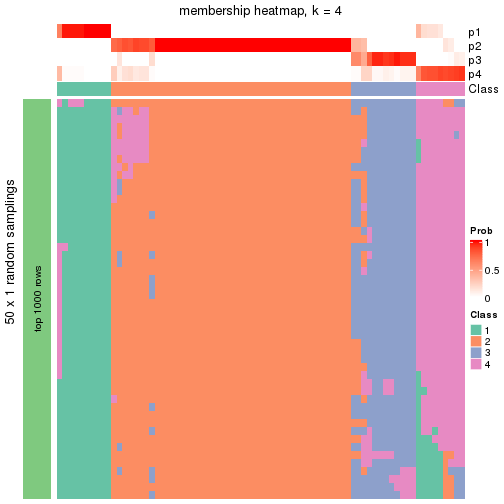 membership heatmap, k = 4
p1
p2
p3
p4
Class
50 x 1 random samplings
top 1000 rows
Prob
1
0.5
0
Class
1
2
3
4